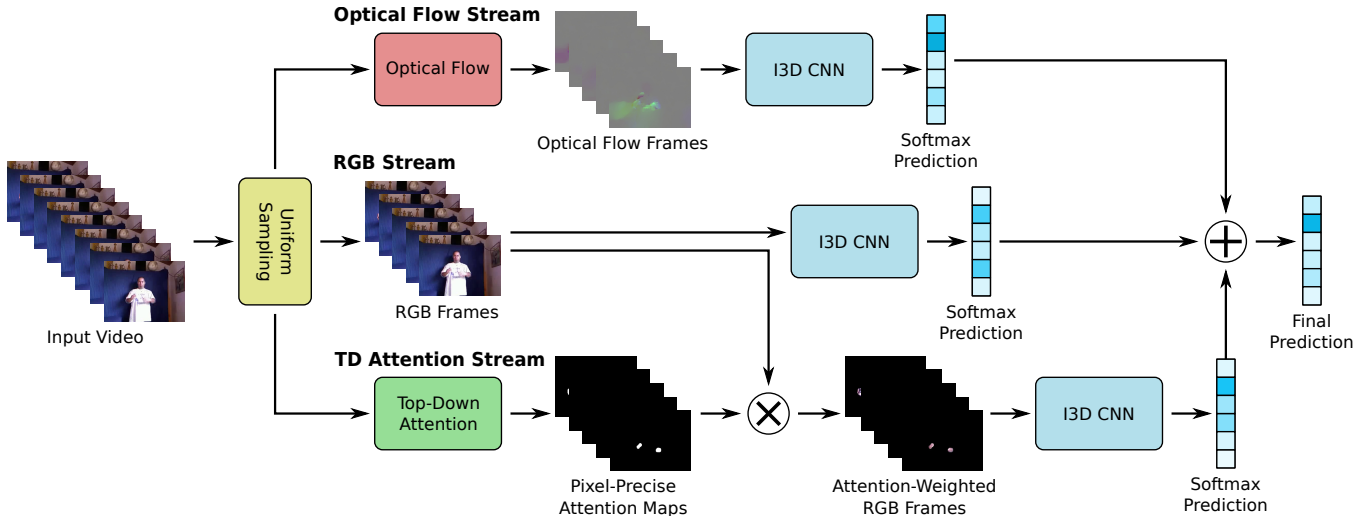 Optical Flow Stream
Optical Flow
Optical Flow Frames
I3D CNN
Softmax
Prediction
Input Video
Uniform
Sampling
RGB Stream
RGB Frames
I3D CNN
Softmax
Prediction
Final
Prediction
TD Attention Stream
Top-Down
Attention
Pixel-Precise
Attention Maps
Attention-Weighted
RGB Frames
I3D CNN
Softmax
Prediction